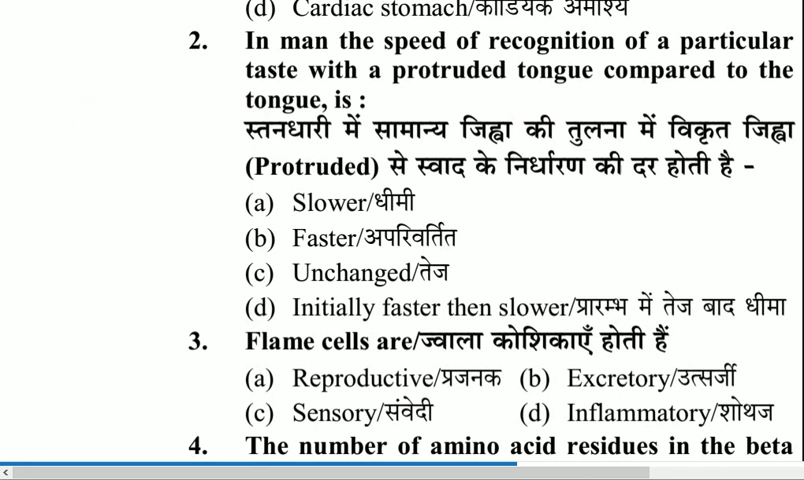 (d) Cardiac stomach/कार्डियक अमाशय
2. In man the speed of recognition of a particular
taste with a protruded tongue compared to the
tongue, is :
स्तनधारी में सामान्य जिह्वा की तुलना में विकृत जिह्वा
(Protruded) से स्वाद के निर्धारण की दर होती है -
(a) Slower/धीमी
(b) Faster/अपरिवर्तित
(c) Unchanged/तेज
(d) Initially faster then slower/प्रारम्भ में तेज बाद धीमा
3. Flame cells are/ज्वाला कोशिकाएँ होती हैं
(a) Reproductive/प्रजनक (b) Excretory/उत्सर्जी
(c) Sensory/संवेदी (d) Inflammatory/शोथज
4. The number of amino acid residues in the beta